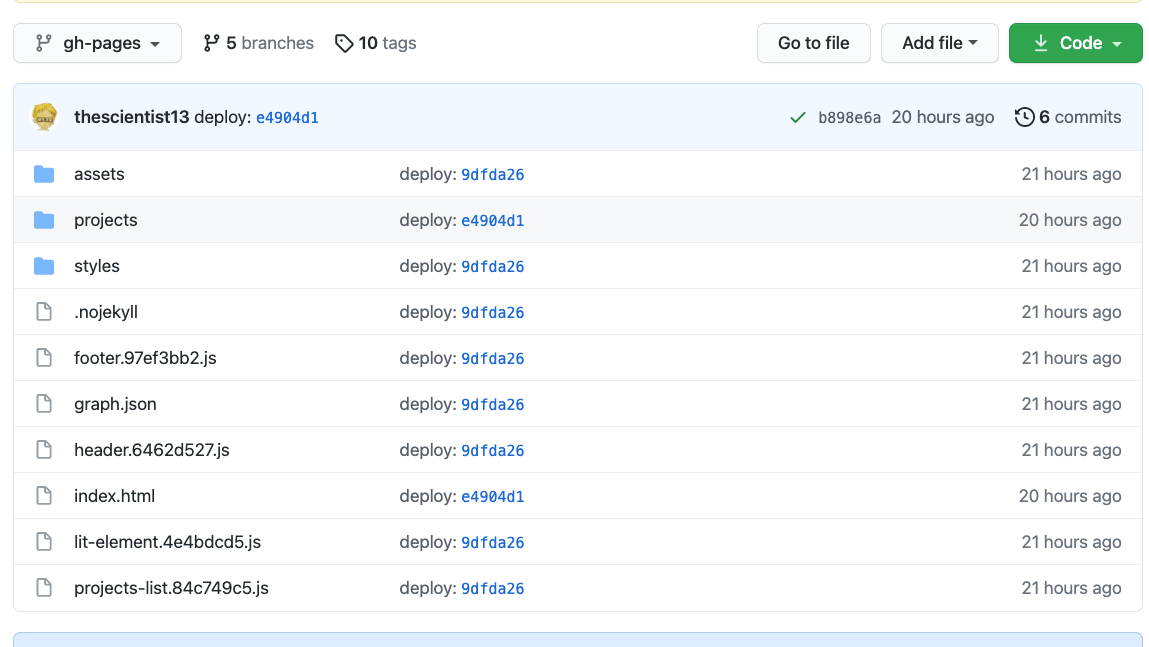 gh-pages 5 branches 10 tags Go to file Add file Code
thescientist13 deploy: e4904d1 b898e6a 20 hours ago 6 commits
assets deploy: 9dfda26 21 hours ago
projects deploy: e4904d1 20 hours ago
styles deploy: 9dfda26 21 hours ago
.nojekyll deploy: 9dfda26 21 hours ago
footer.97ef3bb2.js deploy: 9dfda26 21 hours ago
graph.json deploy: 9dfda26 21 hours ago
header.6462d527.js deploy: 9dfda26 21 hours ago
index.html deploy: e4904d1 20 hours ago
lit-element.4e4bdcd5.js deploy: 9dfda26 21 hours ago
projects-list.84c749c5.js deploy: 9dfda26 21 hours ago